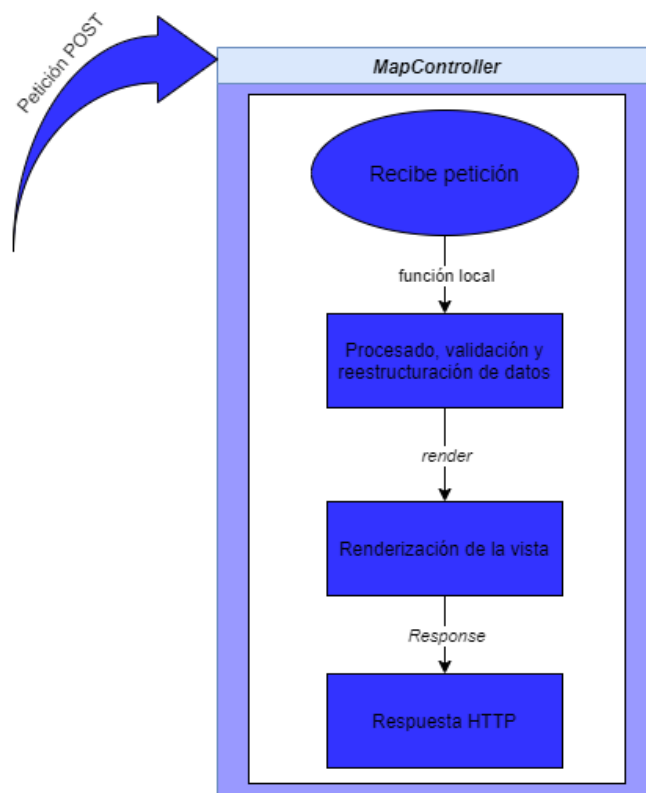 Petición POST
MapController
Recibe petición
función local
Procesado, validación y
reestructuración de datos
render
Renderización de la vista
Response
Respuesta HTTP